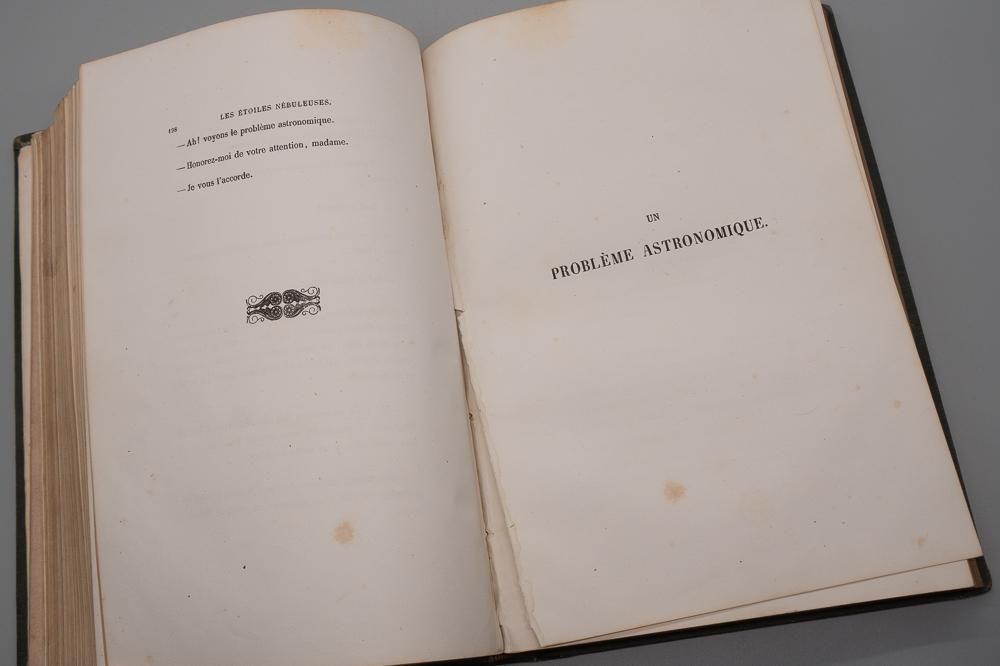 LES ÉTOILES NÉBULEUSES.
198
—Ah! voyons le problème astronomique.
—Honorez-moi de votre attention, madame.
—Je vous l'accorde.
UN
PROBLÈME ASTRONOMIQUE.